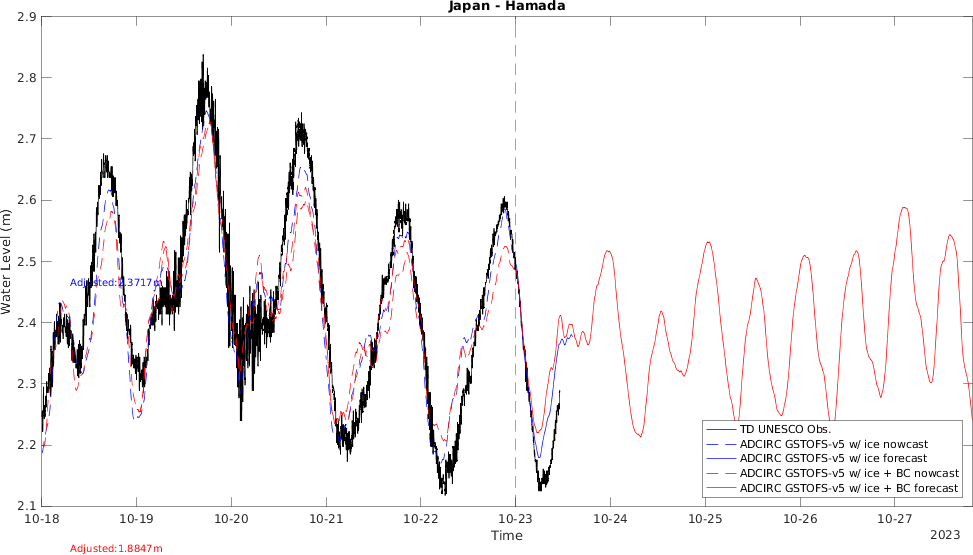 Japan - Hamada
2.9
2.8
2.7
2.6
2.5
2.4
2.3
2.2
2.1
Water Level (m)
Adjusted:2.3717m
TD UNESCO Obs.
ADCIRC GSTOFS-v5 w/ ice nowcast
ADCIRC GSTOFS-v5 w/ ice forecast
ADCIRC GSTOFS-v5 w/ ice + BC nowcast
ADCIRC GSTOFS-v5 w/ ice + BC forecast
10-18 10-19 10-20 10-21 10-22 10-23 10-24 10-25 10-26 10-27
Time
2023
Adjusted:1.8847m